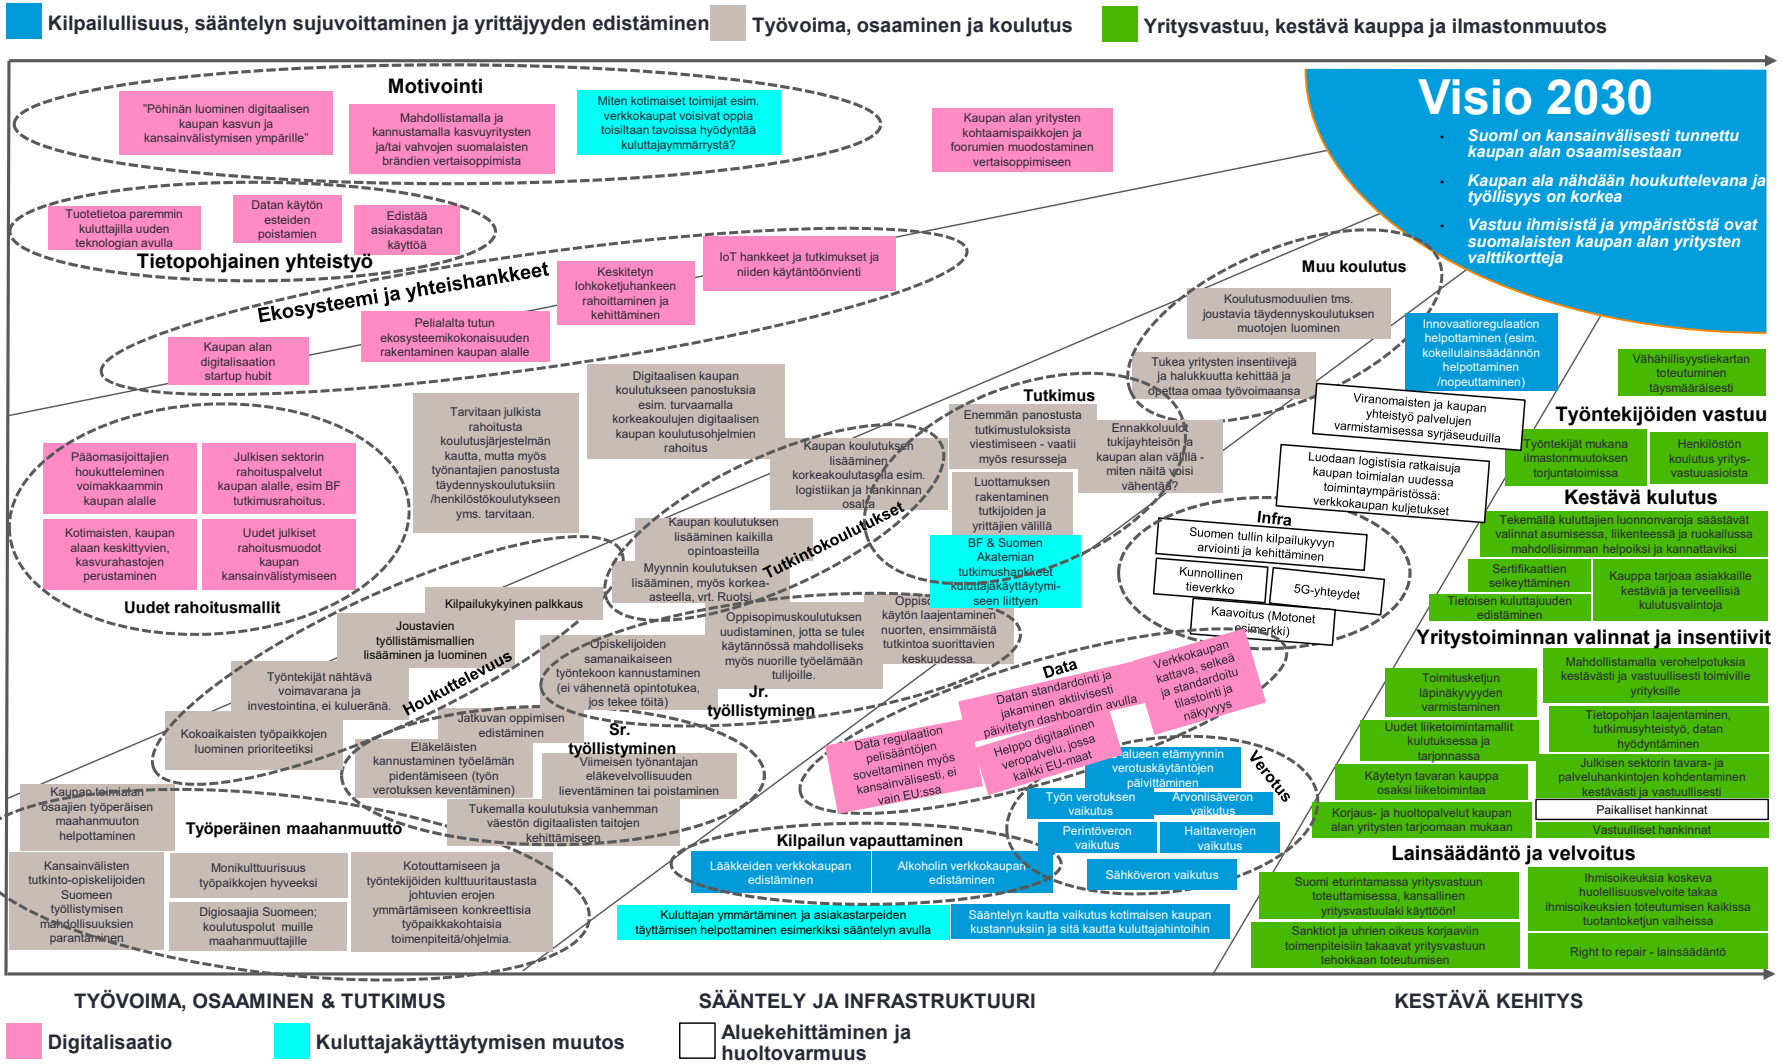 Kilpailullisuus, sääntelyn sujuvoittaminen ja yrittäjyyden edistäminen
Työvoima, osaaminen ja koulutus
Yritysvastuu, kestävä kauppa ja ilmastonmuutos
Motivointi
"Pöhinän luominen digitaalisen
kaupan kasvun ja
kansainvälistymisen ympärille"
Mahdollistamalla ja
kannustamalla kasvuyritysten
ja/tai vahvojen suomalaisten
brändien vertaisoppimista
Miten kotimaiset toimijat esim.
verkkokaupat voisivat oppia
toisiltaan tavoissa hyödyntää
kuluttajaymmärrystä?
Kaupan alan yritysten
kohtaamispaikkojen ja
foorumien muodostaminen
vertaisoppimiseen
Visio 2030
• SuomI on kansainvälisesti tunnettu
kaupan alan osaamisestaan
• Kaupan ala nähdään houkuttelevana ja
työllisyys on korkea
• Vastuu ihmisistä ja ympäristöstä ovat
suomalaisten kaupan alan yritysten
valttikortteja
Tuotetietoa paremmin
kuluttajilla uuden
teknologian avulla
Datan käytön
esteiden
poistamien
Edistää
asiakasdatan
käyttöä
Tietopohjainen yhteistyö
Ekosysteemi ja yhteishankkeet
Kaupan alan
digitalisaation
startup hubit
Pelialalta tutun
ekosysteemikokonaisuuden
rakentaminen kaupan alalle
Keskitetyn
lohkoketjuhankeen
rahoittaminen ja
kehittäminen
IoT hankkeet ja tutkimukset ja
niiden käytäntöönvienti
Muu koulutus
Koulutusmoduulien tms.
joustavia täydennyskoulutuksen
muotojen luominen
Tukea yritysten insentiivejä
ja halukkuutta kehittää ja
opettaa omaa työvoimaansa
Innovaatioregulaation
helpottaminen (esim.
kokeilulainsäädännön
helpottaminen
/nopeuttaminen)
Vähähiilisyystiekartan
toteutuminen
täysmääräisesti
Pääomasijoittajien
houkutteleminen
voimakkaammin
kaupan alalle
Julkisen sektorin
rahoituspalvelut
kaupan alalle, esim BF
tutkimusrahoitus.
Kotimaisten, kaupan
alaan keskittyvien,
kasvurahastojen
perustaminen
Uudet julkiset
rahoitusmuodot
kaupan
kansainvälistymiseen
Uudet rahoitusmallit
Tarvitaan julkista
rahoitusta
koulutusjärjestelmän
kautta, mutta myös
työnantajien panostusta
täydennyskoulutuksiin
/henkilöstökoulutykseen
yms. tarvitaan.
Digitaalisen kaupan
koulutukseen panostuksia
esim. turvaamalla
korkeakoulujen digitaalisen
kaupan koulutusohjelmien
rahoitus
Kaupan koulutuksen
lisääminen
korkeakoulutasolla esim.
logistiikan ja hankinnan
osalta
Kaupan koulutuksen
lisääminen kaikilla
opintoasteilla
Myynnin koulutuksen
lisääminen, myös korkea-
asteella, vrt. Ruotsi
Tutkintokoulutukset
Tutkimus
Enemmän panostusta
tutkimustuloksista
viestimiseen - vaatii
myös resursseja
Ennakkoluulot
tukijayhteisön ja
kaupan alan välillä -
miten näitä voisi
vähentää?
Luottamuksen
rakentaminen
tutkijoiden ja
yrittäjien välillä
BF & Suomen
Akatemian
tutkimushankkeet
kuluttajakäyttäytymi-
seen liittyen
Viranomaisten ja kaupan
yhteistyö palvelujen
varmistamisessa syrjäseuduilla
Luodaan logistisia ratkaisuja
kaupan toimialan uudessa
toimintaympäristössä:
verkkokaupan kuljetukset
Infra
Suomen tullin kilpailukyvyn
arviointi ja kehittäminen
Kunnollinen
tieverkko
5G-yhteydet
Kaavoitus (Motonet
esimerkki)
Työntekijöiden vastuu
Työntekijät mukana
ilmastonmuutoksen
torjuntatoimissa
Henkilöstön
koulutus yritys-
vastuuasioista
Kestävä kulutus
Tekemällä kuluttajien luonnonvaroja säästävät
valinnat asumisessa, liikenteessä ja ruokailussa
mahdollisimman helpoiksi ja kannattaviksi
Sertifikaattien
selkeyttäminen
Tietoisen kuluttajuuden
edistäminen
Kauppa tarjoaa asiakkaille
kestäviä ja terveellisiä
kulutusvalintoja
Yritystoiminnan valinnat ja insentiivit
Toimitusketjun
läpinäkyvyyden
varmistaminen
Mahdollistamalla verohelpotuksia
kestävästi ja vastuullisesti toimiville
yrityksille
Uudet liiketoimintamallit
kulutuksessa ja
tarjonnassa
Tietopohjan laajentaminen,
tutkimusyhteistyö, datan
hyödyntäminen
Käytetyn tavaran kauppa
osaksi liiketoimintaa
Julkisen sektorin tavara- ja
palveluhankintojen kohdentaminen
kestävästi ja vastuullisesti
Korjaus- ja huoltopalvelut kaupan
alan yritysten tarjoomaan mukaan
Paikalliset hankinnat
Vastuulliset hankinnat
Lainsäädäntö ja velvoitus
Suomi eturintamassa yritysvastuun
toteuttamisessa, kansallinen
yritysvastuulaki käyttöön!
Ihmisoikeuksia koskeva
huolellisuusvelvoite takaa
ihmisoikeuksien toteutumisen kaikissa
tuotantoketjun vaiheissa
Sanktiot ja uhrien oikeus korjaaviin
toimenpiteisiin takaavat yritysvastuun
tehokkaan toteutumisen
Right to repair - lainsäädäntö
Kilpailukykyinen palkkaus
Joustavien
työllistämismallien
lisääminen ja luominen
Työntekijät nähtävä
voimavarana ja
investointina, ei kulueränä.
Kokoaikaisten työpaikkojen
luominen prioriteetiksi
Houkuttelevuus
Opiskelijoiden
samanaikaiseen
työntekoon kannustaminen
(ei vähennetä opintotukea,
jos tekee töitä)
Oppisopimuskoulutuksen
uudistaminen, jotta se tulee
käytännössä mahdolliseksi
myös nuorille työelämään
tulijoille.
käytön laajentaminen
nuorten, ensimmäistä
tutkintoa suorittavien
keskuudessa.
Jr.
työllistyminen
Jatkuvan oppimisen
edistäminen
Eläkeläisten
kannustaminen työelämän
pidentämiseen (työn
verotuksen keventäminen)
Sr.
työllistyminen
Viimeisen työnantajan
eläkevelvollisuuden
lieventäminen tai poistaminen
Tukemalla koulutuksia vanhemman
väestön digitaalisten taitojen
kehittämiseen
Data
Data regulaation
pelisääntöjen
soveltaminen myös
kansainvälisesti, ei
vain EU:ssa
Datan standardointi ja
jakaminen aktiivisesti
päivitetyn dashboardin avulla
Helppo digitaalinen
veropalvelu, jossa
kaikki EU-maat
Verkkokaupan
kattava, selkeä
ja standardoitu
tilastointi ja
näkyvyys
Verotus
etämyynnin
verotuskäytäntöjen
päivittäminen
Työn verotuksen
vaikutus
Arvonlisäveron
vaikutus
Perintöveron
vaikutus
Haittaverojen
vaikutus
Sähköveron vaikutus
Kilpailun vapauttaminen
Lääkkeiden verkkokaupan
edistäminen
Alkoholin verkkokaupan
edistäminen
Kuluttajan ymmärtäminen ja asiakastarpeiden
täyttämisen helpottaminen esimerkiksi sääntelyn avulla
Sääntelyn kautta vaikutus kotimaisen kaupan
kustannuksiin ja sitä kautta kuluttajahintoihin
Kaupan toimialan
osaajien työperäisen
maahanmuuton
helpottaminen
Työperäinen maahanmuutto
Kansainvälisten
tutkinto-opiskelijoiden
Suomeen
työllistymisen
mahdollisuuksien
parantaminen
Monikulttuurisuus
työpaikkojen hyveeksi
Digiosaajia Suomeen;
koulutuspolut muille
maahanmuuttajille
Kotouttamiseen ja
työntekijöiden kulttuuritaustasta
johtuvien erojen
ymmärtämiseen konkreettisia
työpaikkakohtaisia
toimenpiteitä/ohjelmia.
TYÖVOIMA, OSAAMINEN & TUTKIMUS
SÄÄNTELY JA INFRASTRUKTUURI
KESTÄVÄ KEHITYS
Digitalisaatio
Kuluttajakäyttäytymisen muutos
Aluekehittäminen ja
huoltovarmuus